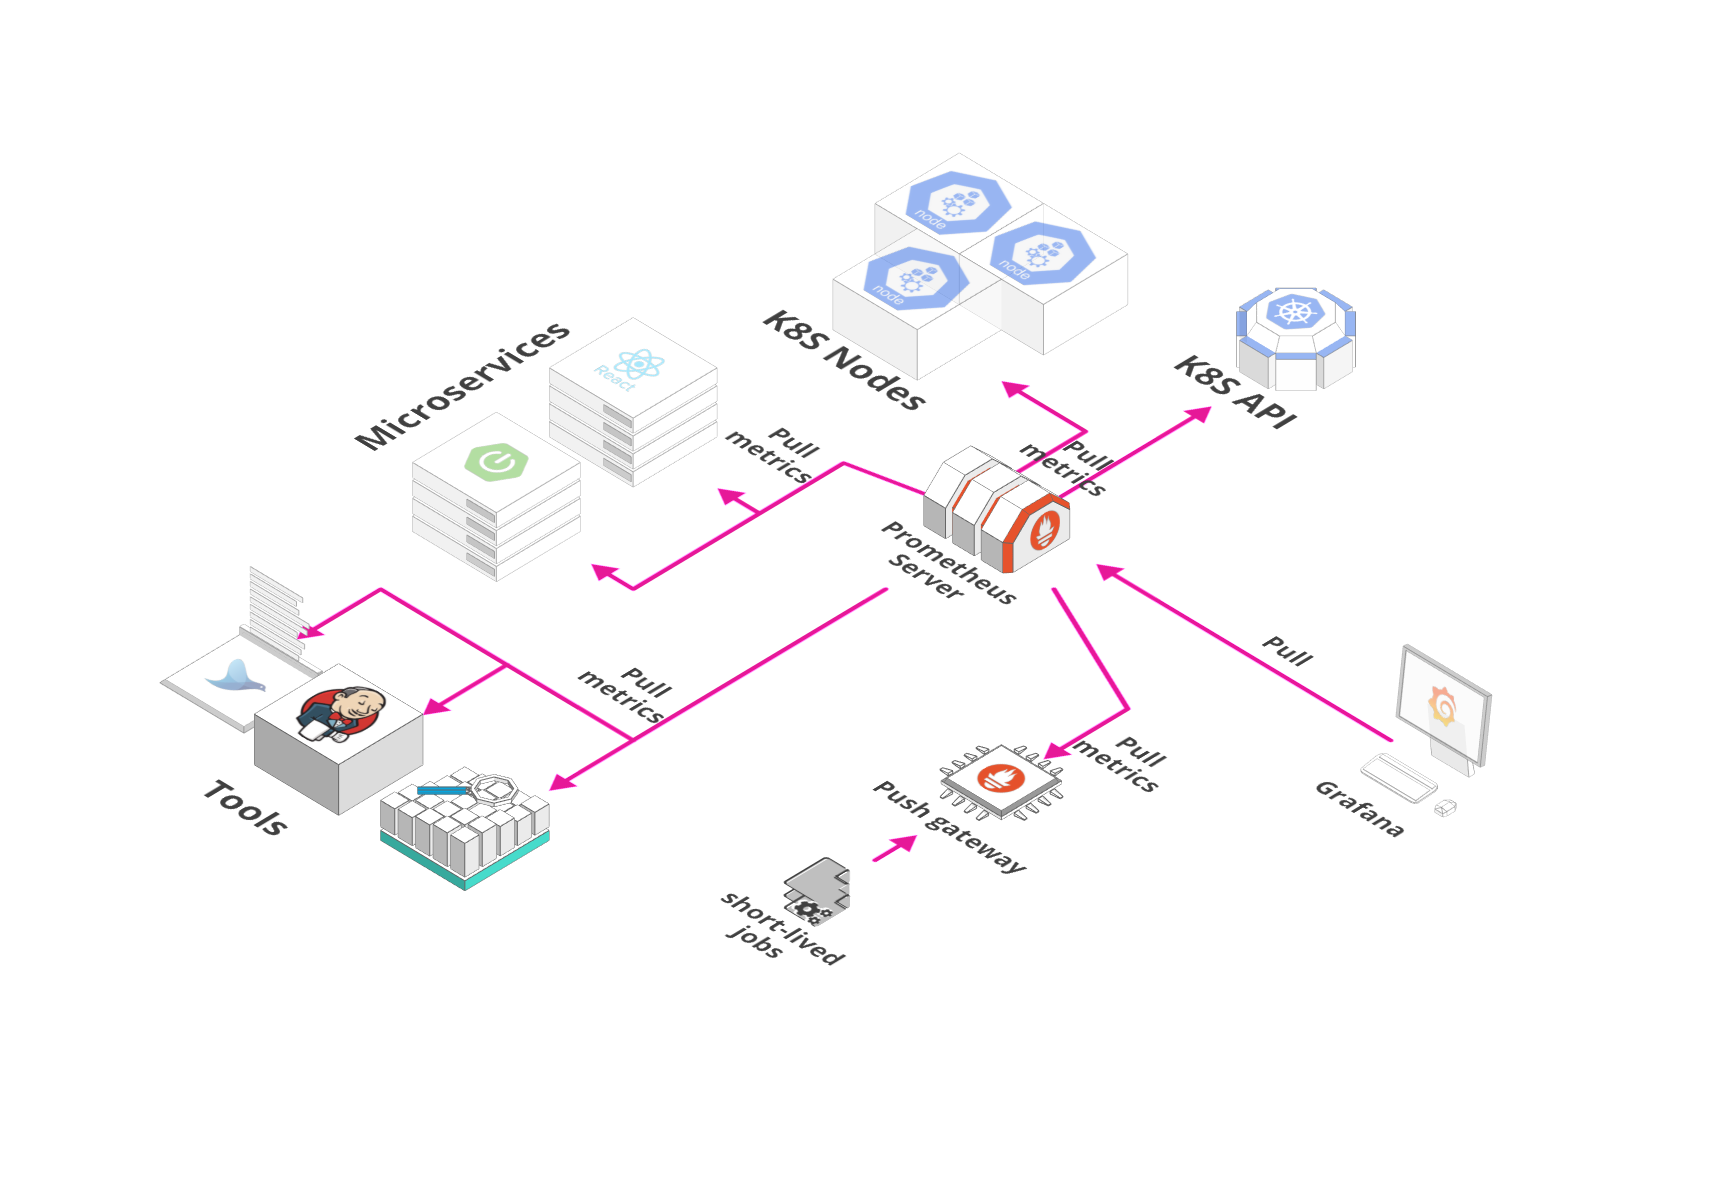 node
node
node
K8S Nodes
K8S API
Microservices
React
Pull
metrics
Pull
metrics
Prometheus
Server
Pull
metrics
Pull
Tools
Pull
metrics
Push gateway
Grafana
short-lived
jobs